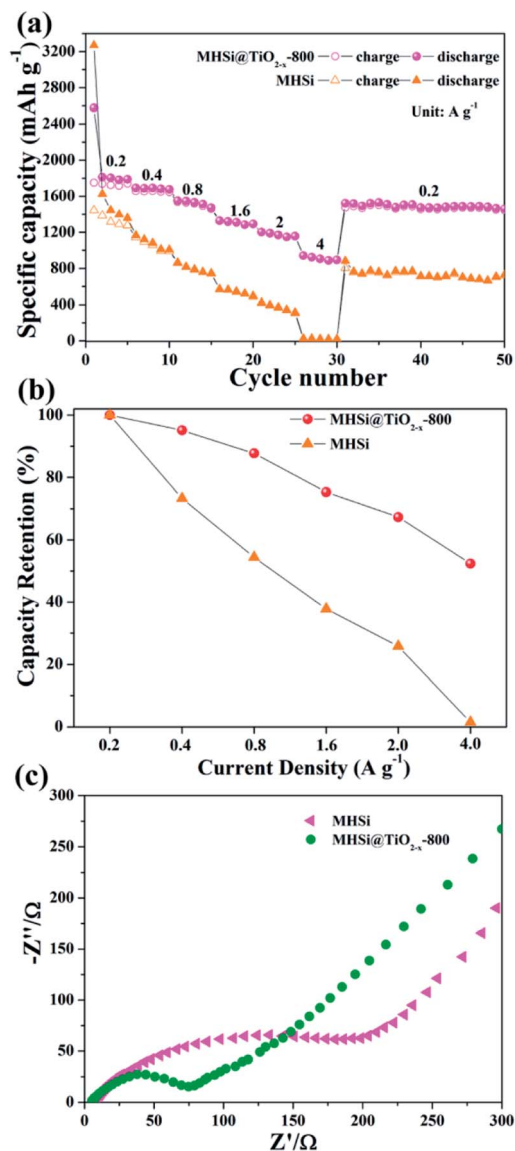 (a)
3200
2800
2400
2000
1600
1200
800
400
0
Specific capacity (mAh g⁻¹)
MHSi@TiO₂₋ₓ-800 charge discharge
MHSi charge discharge
Unit: A g⁻¹
0.2
0.4
0.8
1.6
2
4
0.2
0 10 20 30 40 50
Cycle number
(b)
100
80
60
40
20
0
Capacity Retention (%)
MHSi@TiO₂₋ₓ-800
MHSi
0.2 0.4 0.8 1.6 2.0 4.0
Current Density (A g⁻¹)
(c)
300
250
200
150
100
50
0
-Z''/Ω
MHSi
MHSi@TiO₂₋ₓ-800
0 50 100 150 200 250 300
Z'/Ω